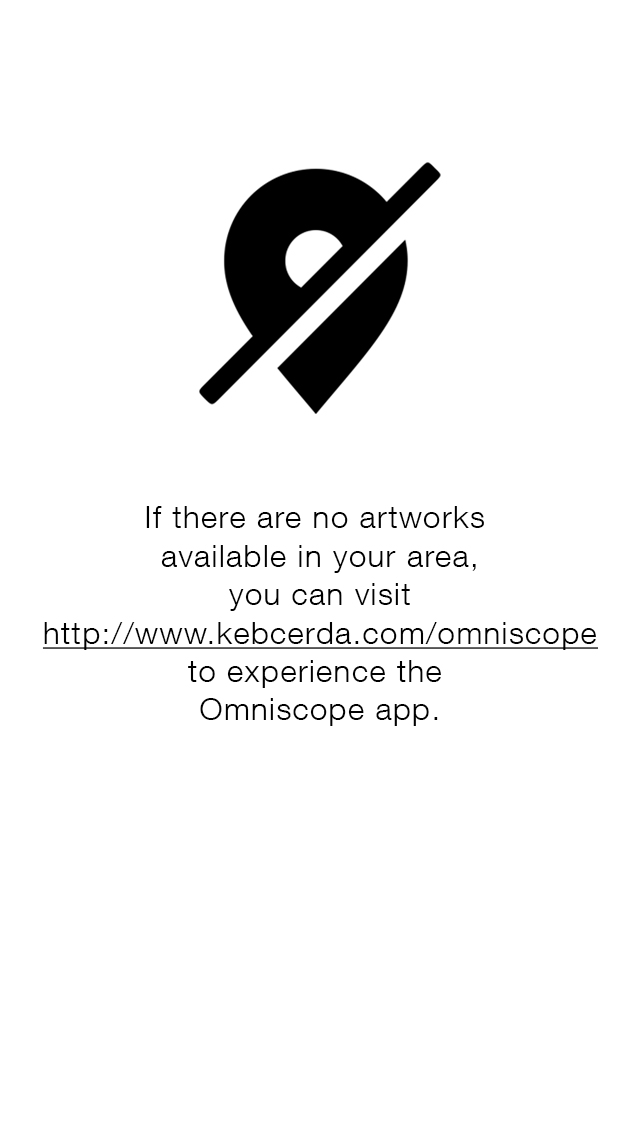 If there are no artworks
available in your area,
you can visit
http://www.kebcerda.com/omniscope
to experience the
Omniscope app.